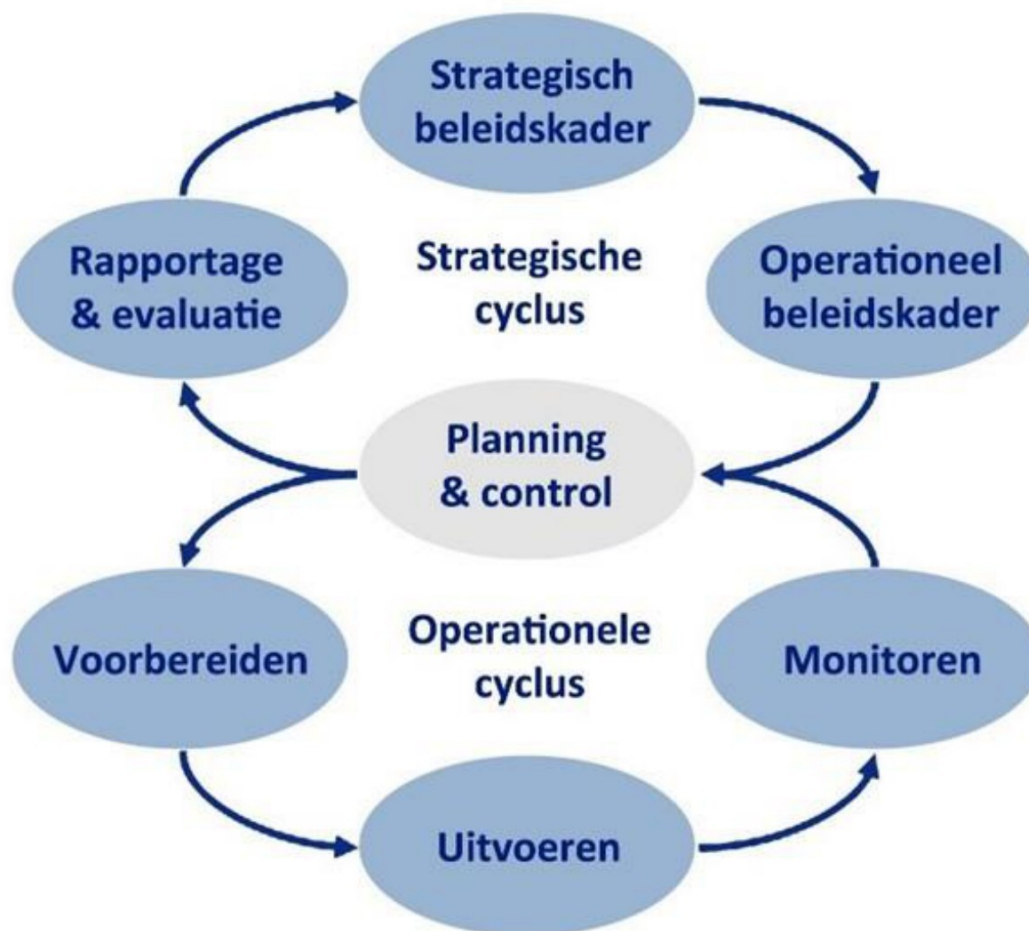 Strategisch
beleidskader
Rapportage
& evaluatie
Strategische
cyclus
Operationeel
beleidskader
Planning
& control
Voorbereiden
Operationele
cyclus
Monitoren
Uitvoeren